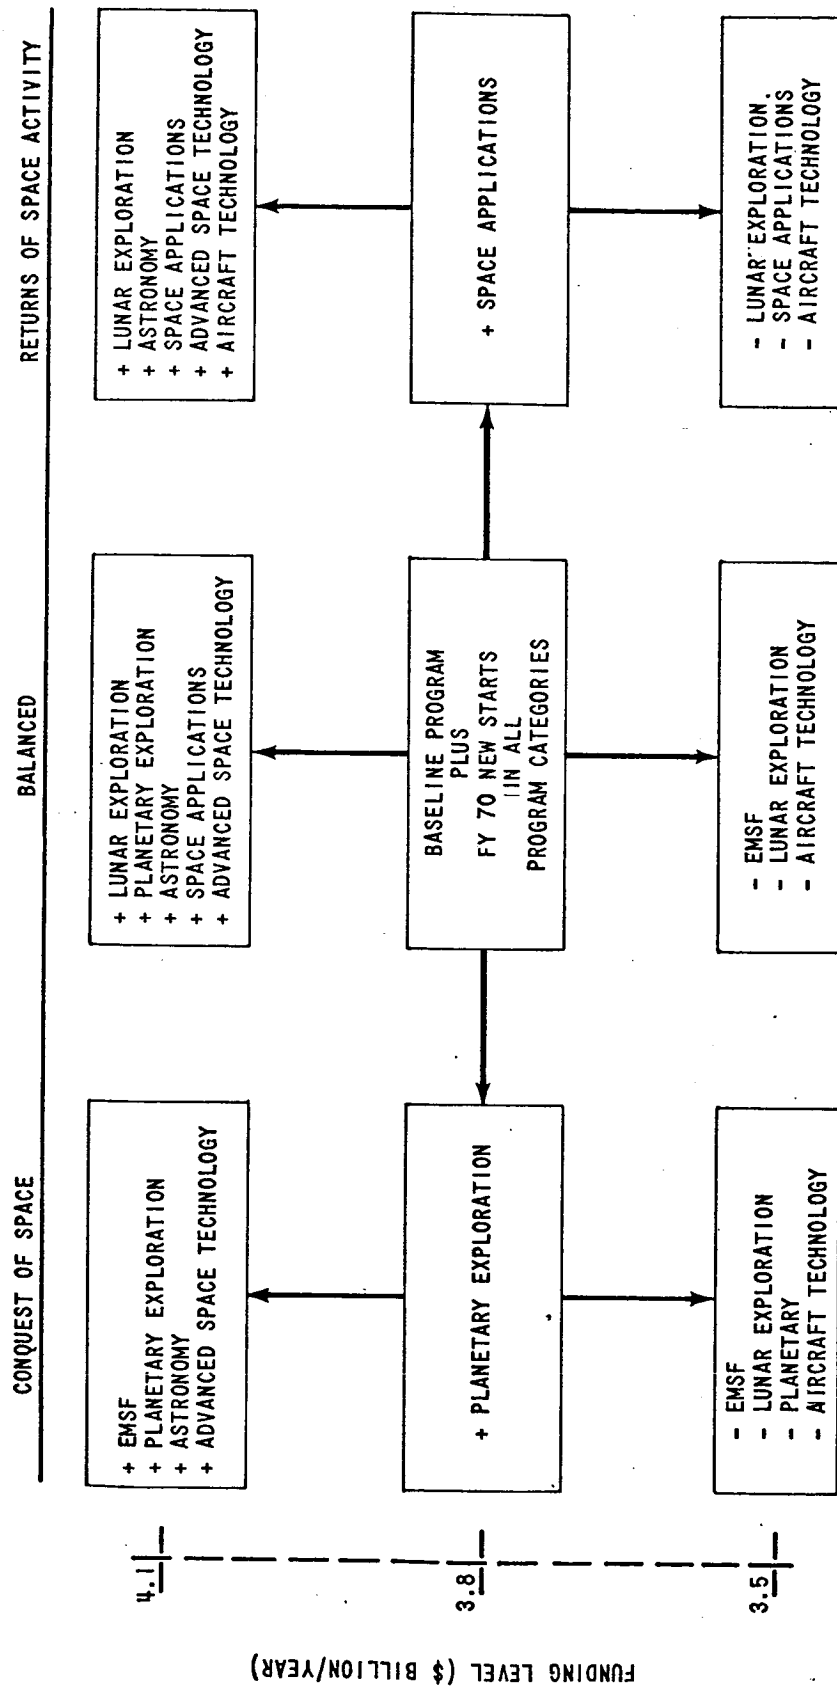 CONQUEST OF SPACE
BALANCED
RETURNS OF SPACE ACTIVITY
FUNDING LEVEL ($ BILLION/YEAR)
4.1
+ EMSF
+ PLANETARY EXPLORATION
+ ASTRONOMY
+ ADVANCED SPACE TECHNOLOGY
+ LUNAR EXPLORATION
+ PLANETARY EXPLORATION
+ ASTRONOMY
+ SPACE APPLICATIONS
+ ADVANCED SPACE TECHNOLOGY
+ LUNAR EXPLORATION
+ ASTRONOMY
+ SPACE APPLICATIONS
+ ADVANCED SPACE TECHNOLOGY
+ AIRCRAFT TECHNOLOGY
3.8
+ PLANETARY EXPLORATION
BASELINE PROGRAM
PLUS
FY 70 NEW STARTS
(IN ALL
PROGRAM CATEGORIES
+ SPACE APPLICATIONS
3.5
- EMSF
- LUNAR EXPLORATION
- PLANETARY
- AIRCRAFT TECHNOLOGY
- EMSF
- LUNAR EXPLORATION
- AIRCRAFT TECHNOLOGY
- LUNAR EXPLORATION.
- SPACE APPLICATIONS
- AIRCRAFT TECHNOLOGY